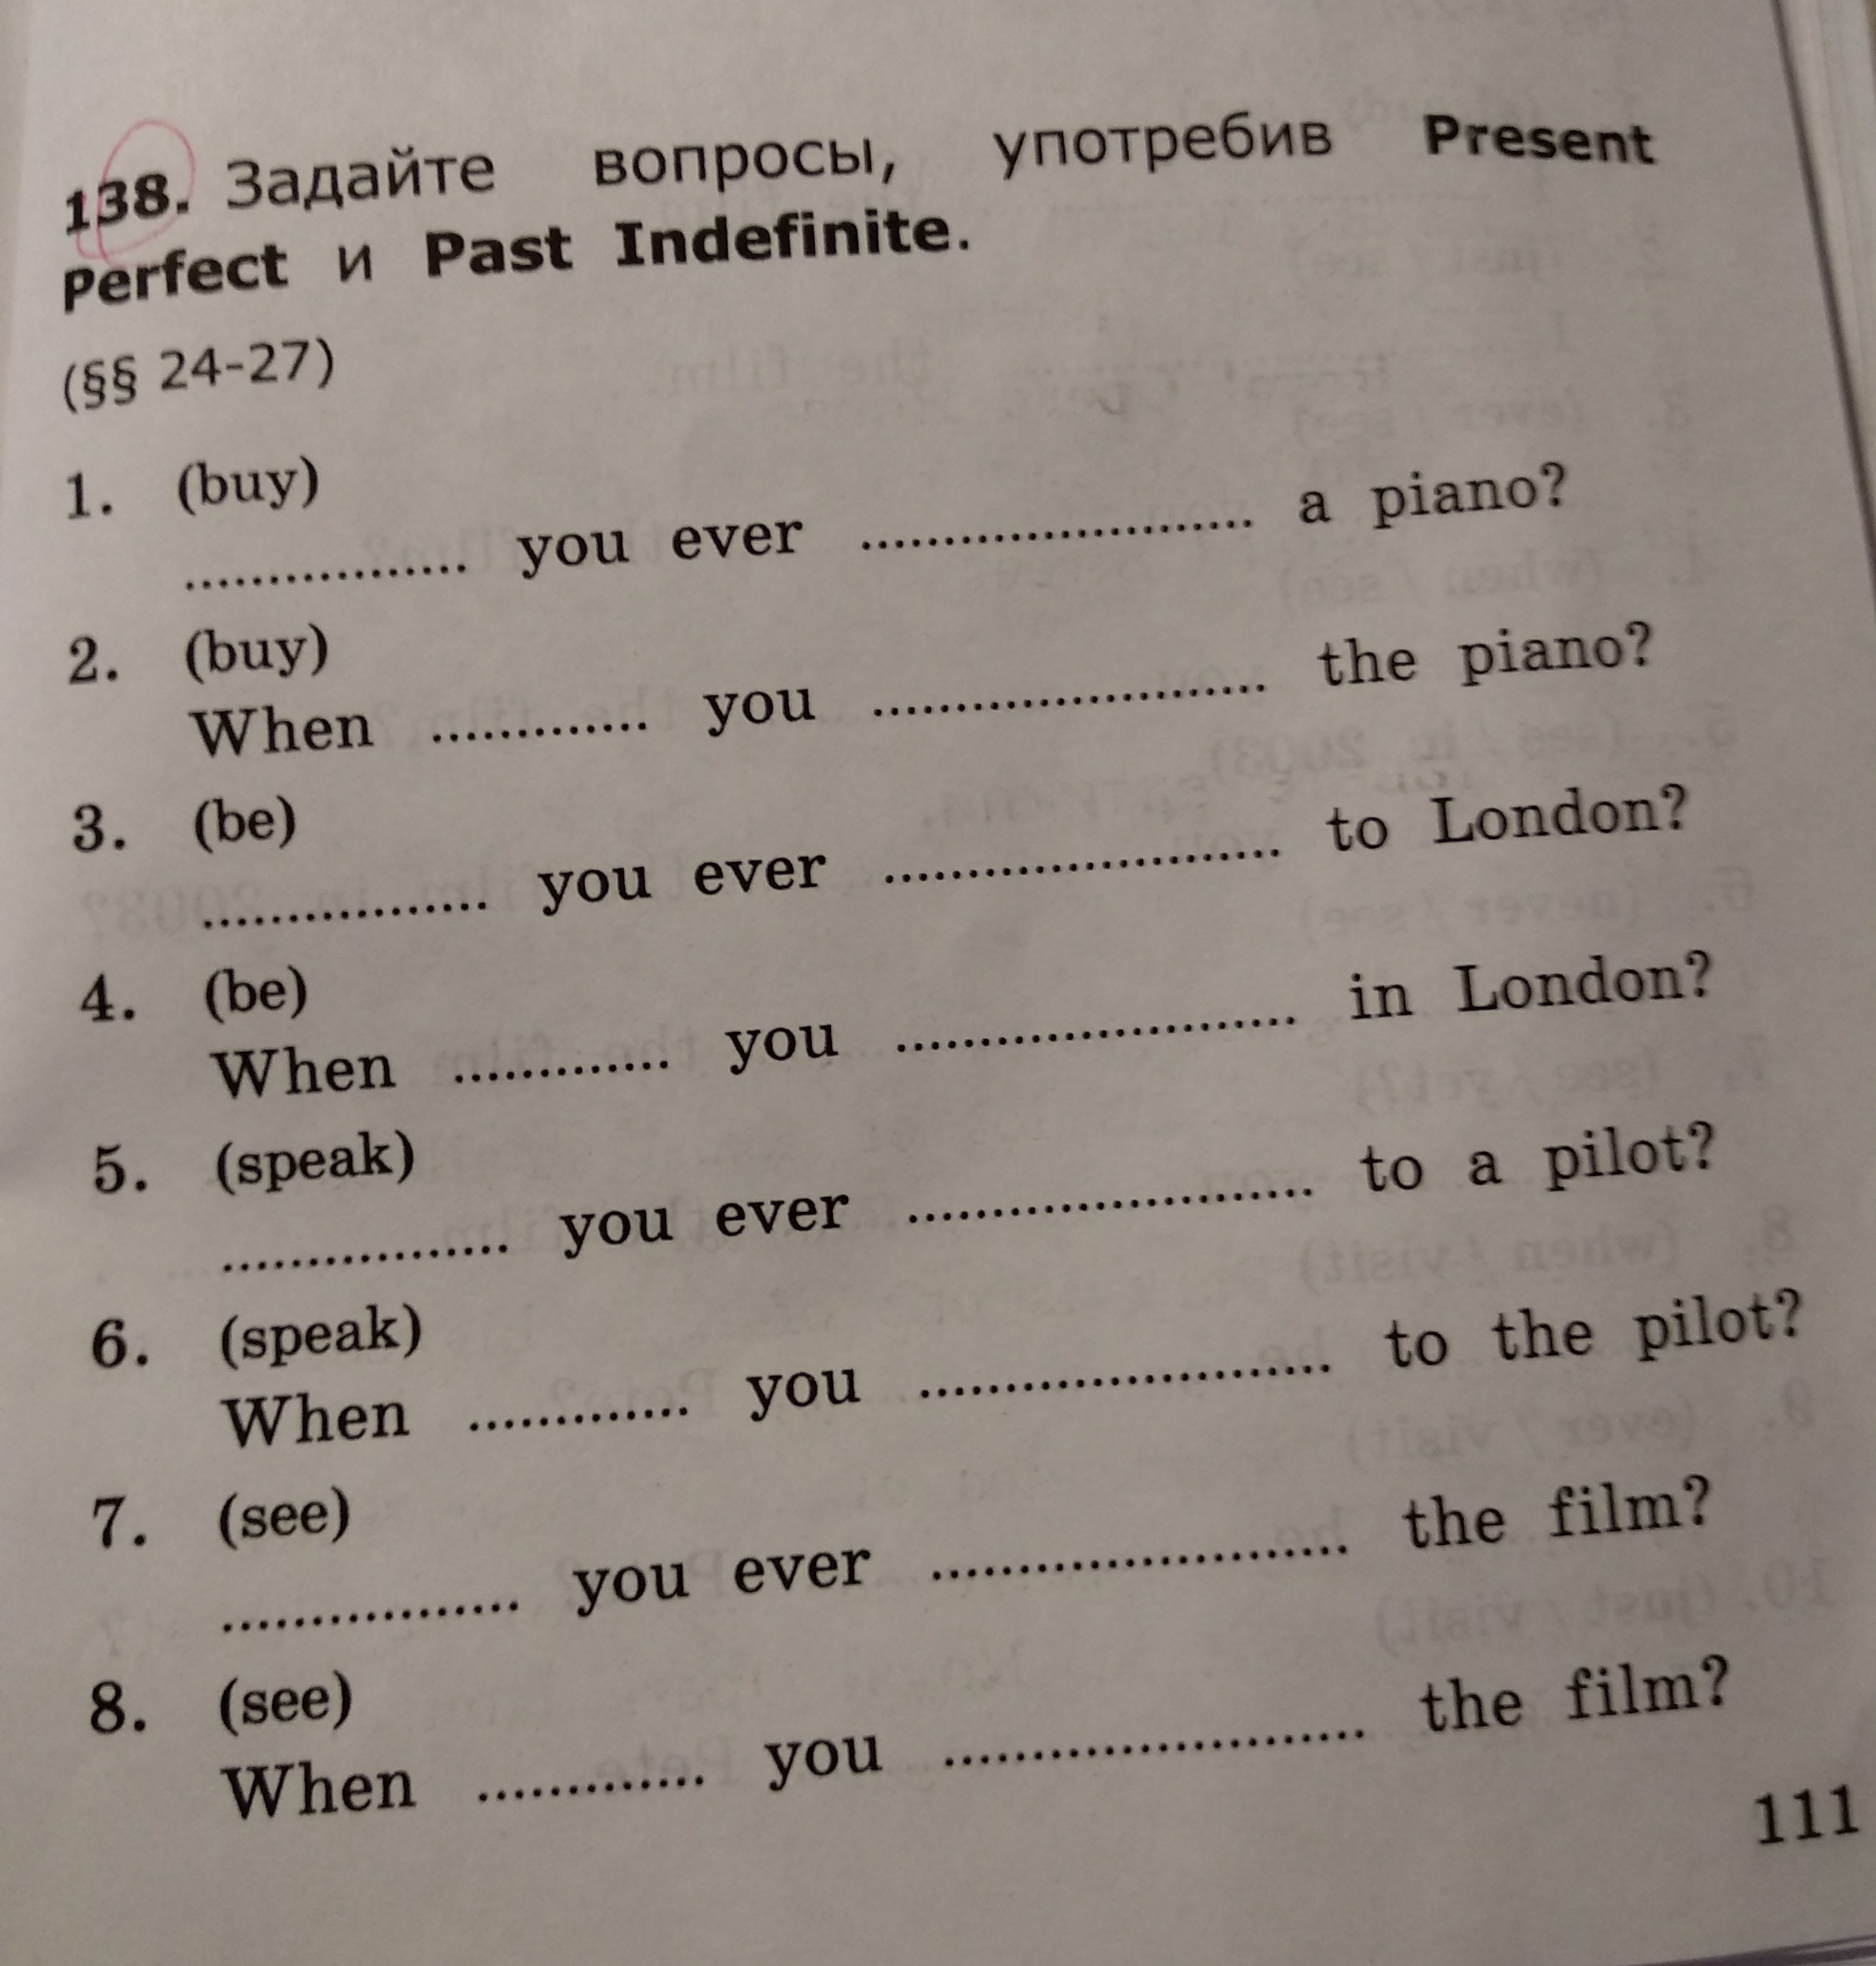 138. Задайте вопросы, употребив Present
Perfect и Past Indefinite.
(§§ 24-27)
1. (buy)
................. you ever ........................ a piano?
2. (buy)
When ............. you ........................ the piano?
3. (be)
................. you ever ........................ to London?
4. (be)
When ............. you ........................ in London?
5. (speak)
................. you ever ........................ to a pilot?
6. (speak)
When ............. you ........................ to the pilot?
7. (see)
................. you ever ........................ the film?
8. (see)
When ............. you ........................ the film?
111